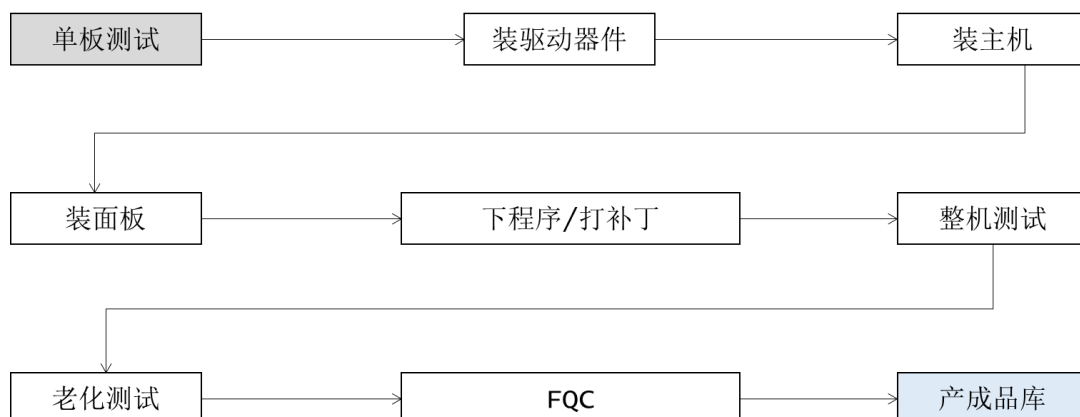 单板测试
装驱动器件
装主机
装面板
下程序/打补丁
整机测试
老化测试
FQC
产成品库